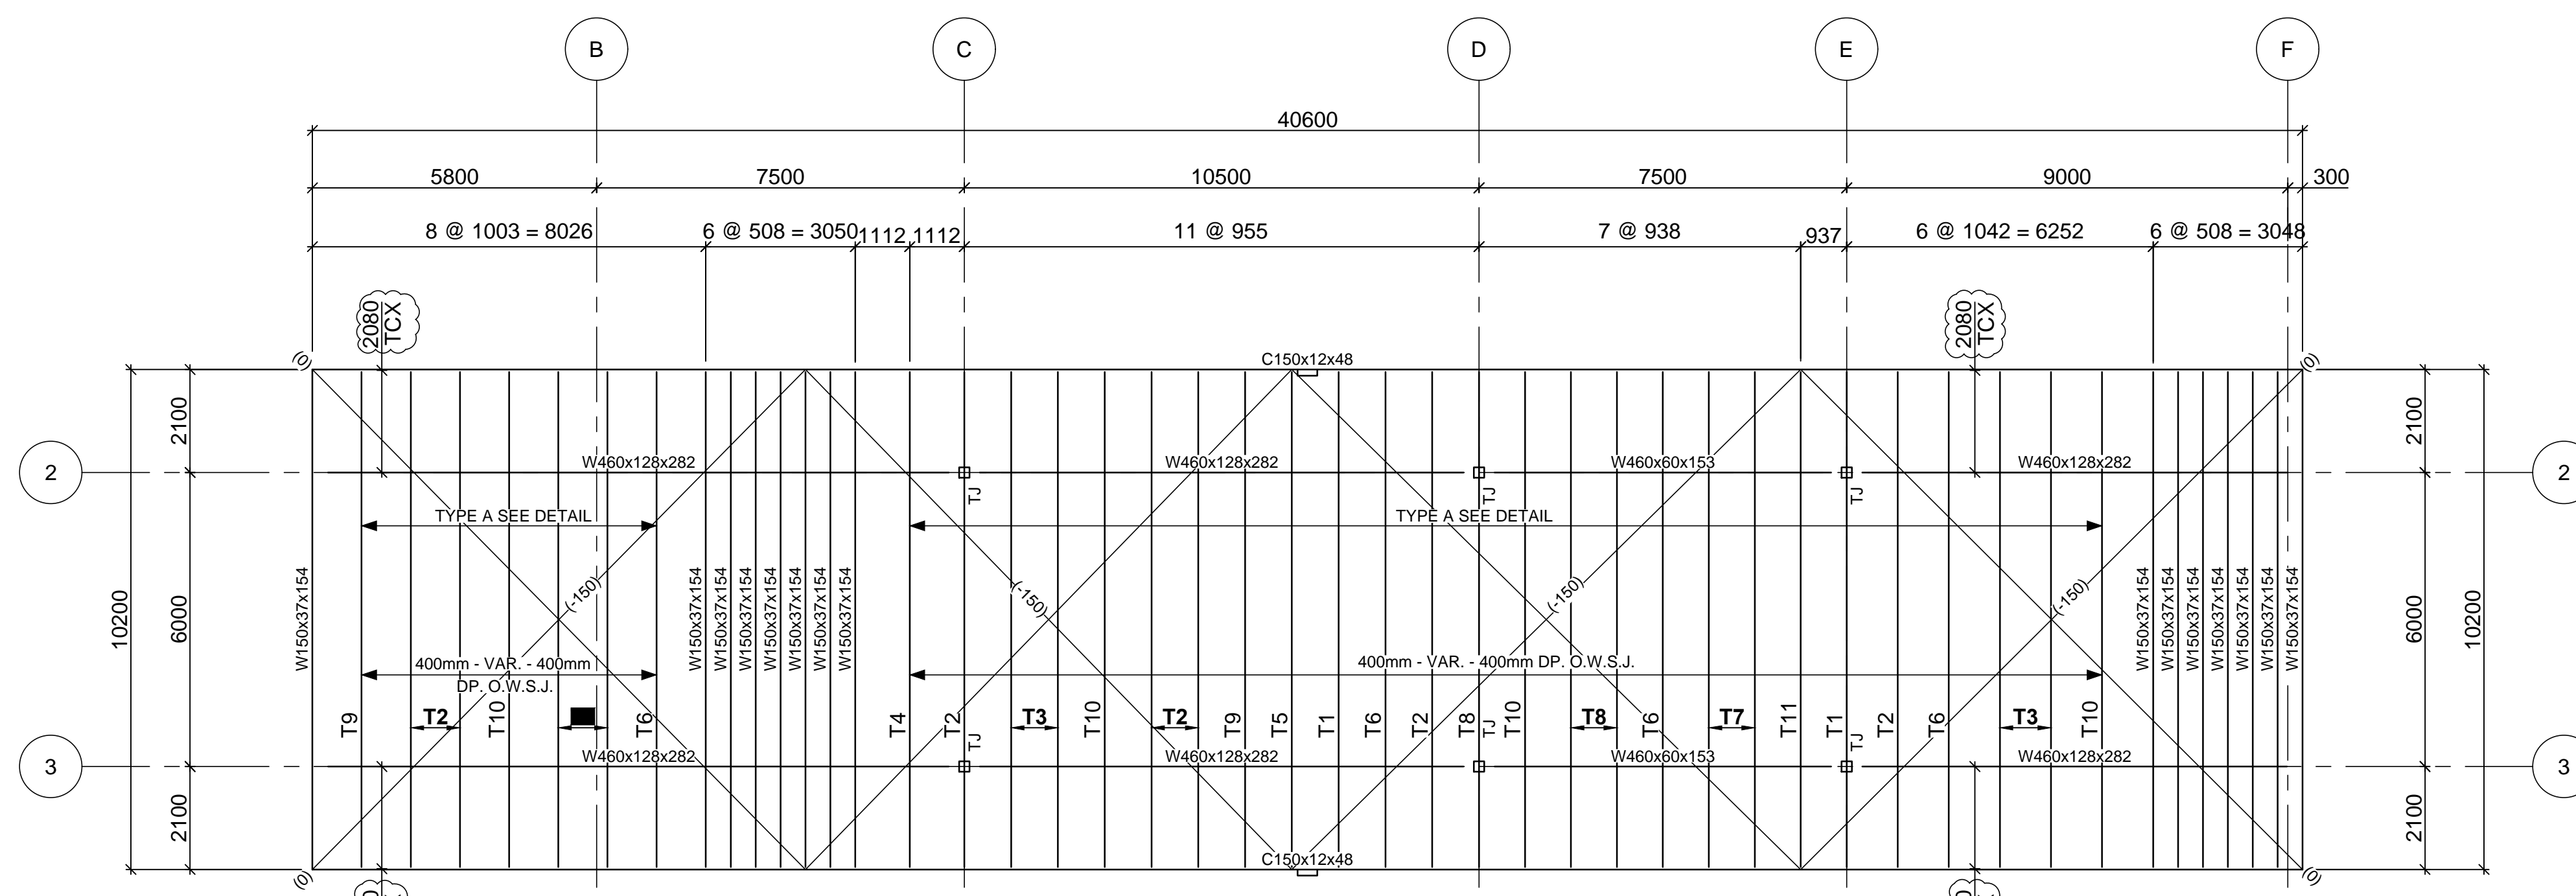 B
C
D
E
F
40600
5800
7500
10500
7500
9000
300
8 @ 1003 = 8026
6 @ 508 = 3050
1112
1112
11 @ 955
7 @ 938
937
6 @ 1042 = 6252
6 @ 508 = 3048
2080
TCX
2080
TCX
(0)
C150x12x48
(0)
2100
2100
2
W460x128x282
W460x128x282
W460x60x153
W460x128x282
2
TJ
TJ
TJ
TYPE A SEE DETAIL
TYPE A SEE DETAIL
10200
6000
W150x37x154
(-150)
W150x37x154
W150x37x154
W150x37x154
W150x37x154
W150x37x154
W150x37x154
W150x37x154
(-150)
(-150)
(-150)
W150x37x154
W150x37x154
W150x37x154
W150x37x154
W150x37x154
W150x37x154
W150x37x154
6000
10200
400mm - VAR. - 400mm
DP. O.W.S.J.
400mm - VAR. - 400mm DP. O.W.S.J.
T9
T2
T10
T6
T4
T2
T3
T10
T2
T9
T5
T1
T6
T2
T8
TJ
T10
T8
T6
T7
T11
T1
T2
T6
T3
T10
TJ
TJ
3
W460x128x282
W460x128x282
W460x60x153
W460x128x282
3
2100
2100
(0)
C150x12x48
(0)